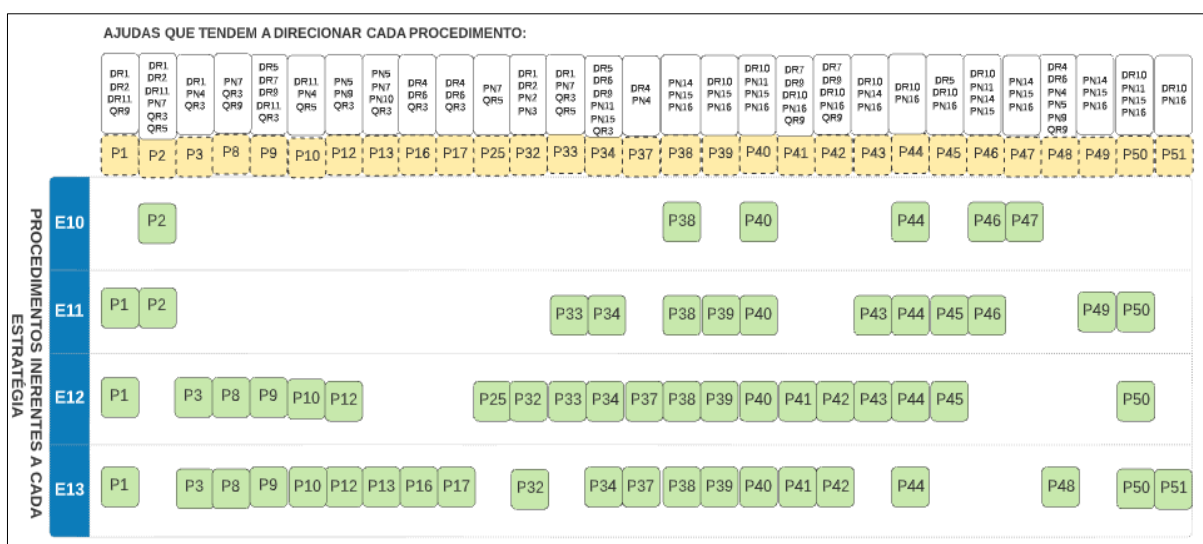 AJUDAS QUE TENDEM A DIRECIONAR CADA PROCEDIMENTO:
DR1 DR2 DR11 QR9
DR1 DR2 DR11 PN7 QR3 QR5
DR1 PN4 QR3
PN7 QR3 QR9
DR5 DR7 DR9 DR11 QR3
DR11 PN4 QR5
PN5 PN9 QR3
PN5 PN7 PN10 QR3
DR4 DR6 QR3
DR4 DR6 QR3
PN7 QR5
DR1 DR2 PN2 PN3
DR1 PN7 QR3 QR5
DR5 DR6 DR9 PN11 PN15 QR3
DR4 PN4
PN14 PN15 PN16
DR10 PN15 PN16
DR10 PN11 PN15 PN16
DR7 DR9 DR10 PN16 QR9
DR7 DR9 DR10 PN16 QR9
DR10 PN14 PN16
DR10 PN16
DR5 DR10 PN16
DR10 PN11 PN14 PN15
PN14 PN15 PN16
DR4 DR6 PN4 PN5 PN9 QR9
PN14 PN15 PN16
DR10 PN11 PN15 PN16
DR10 PN16
P1 P2 P3 P8 P9 P10 P12 P13 P16 P17 P25 P32 P33 P34 P37 P38 P39 P40 P41 P42 P43 P44 P45 P46 P47 P48 P49 P50 P51
PROCEDIMENTOS INERENTES A CADA
ESTRATÉGIA
E10 P2 P38 P40 P44 P46 P47
E11 P1 P2 P33 P34 P38 P39 P40 P43 P44 P45 P46 P49 P50
E12 P1 P3 P8 P9 P10 P12 P25 P32 P33 P34 P37 P38 P39 P40 P41 P42 P43 P44 P45 P50
E13 P1 P3 P8 P9 P10 P12 P13 P16 P17 P32 P34 P37 P38 P39 P40 P41 P42 P44 P48 P50 P51